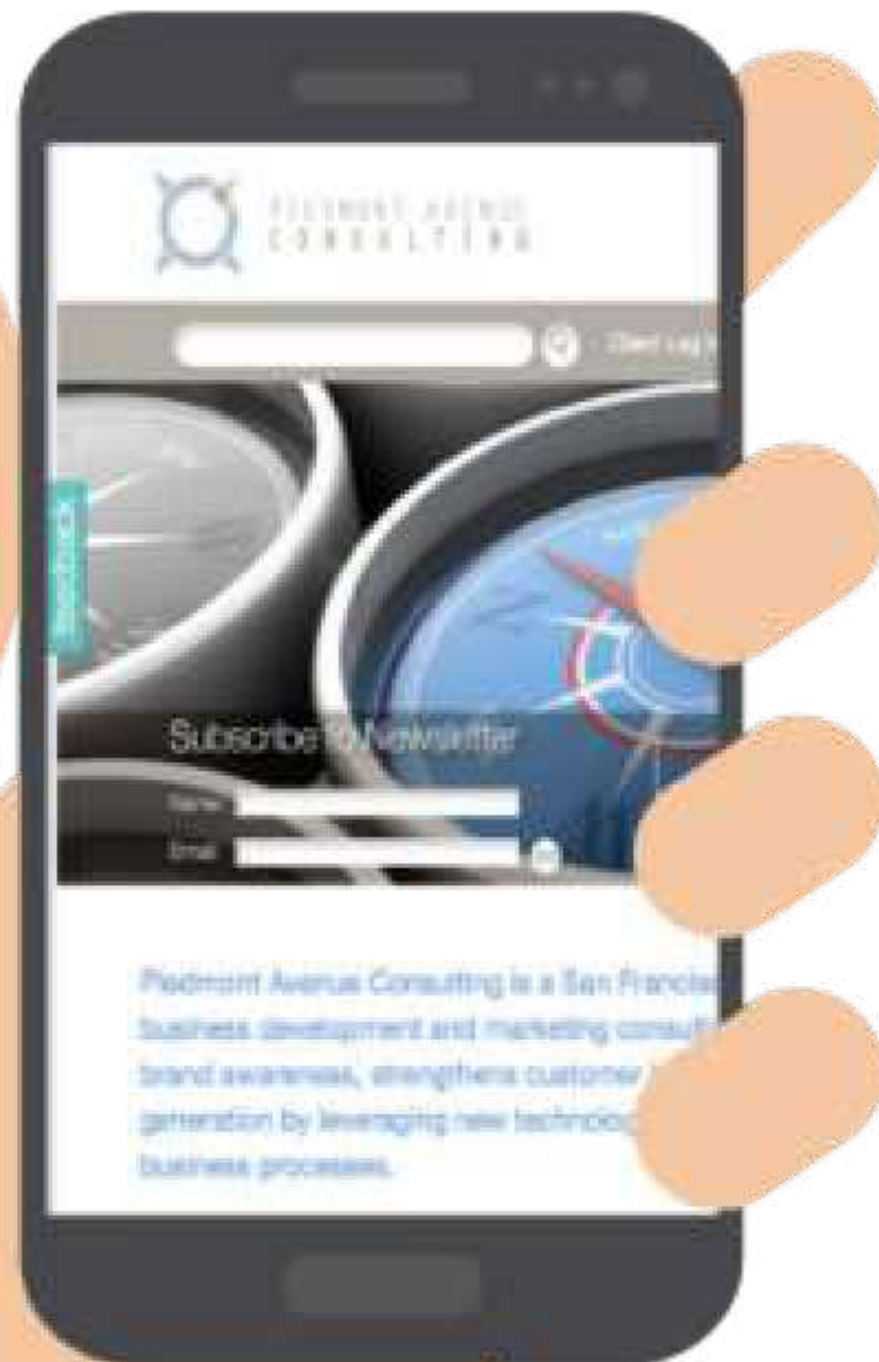 PIEDMONT AVENUE
CONSULTING
Client Log
Feedback
Subscribe to Newsletter
Name
Email
Piedmont Avenue Consulting is a San Francisc
business development and marketing consult
brand awareness, strengthens customer
generation by leveraging new technolog
business processes.